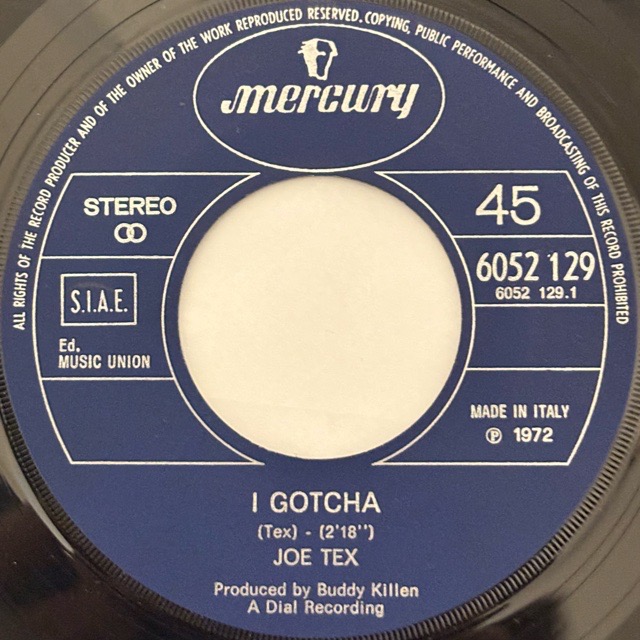 ALL RIGHTS OF THE RECORD PRODUCER AND OF THE OWNER OF THE WORK REPRODUCED RESERVED. COPYING, PUBLIC PERFORMANCE AND BROADCASTING OF THIS RECORD PROHIBITED
mercury
STEREO
45
6052 129
6052 129.1
S.I.A.E.
Ed.
MUSIC UNION
MADE IN ITALY
℗ 1972
I GOTCHA
(Tex) - (2'18'')
JOE TEX
Produced by Buddy Killen
A Dial Recording